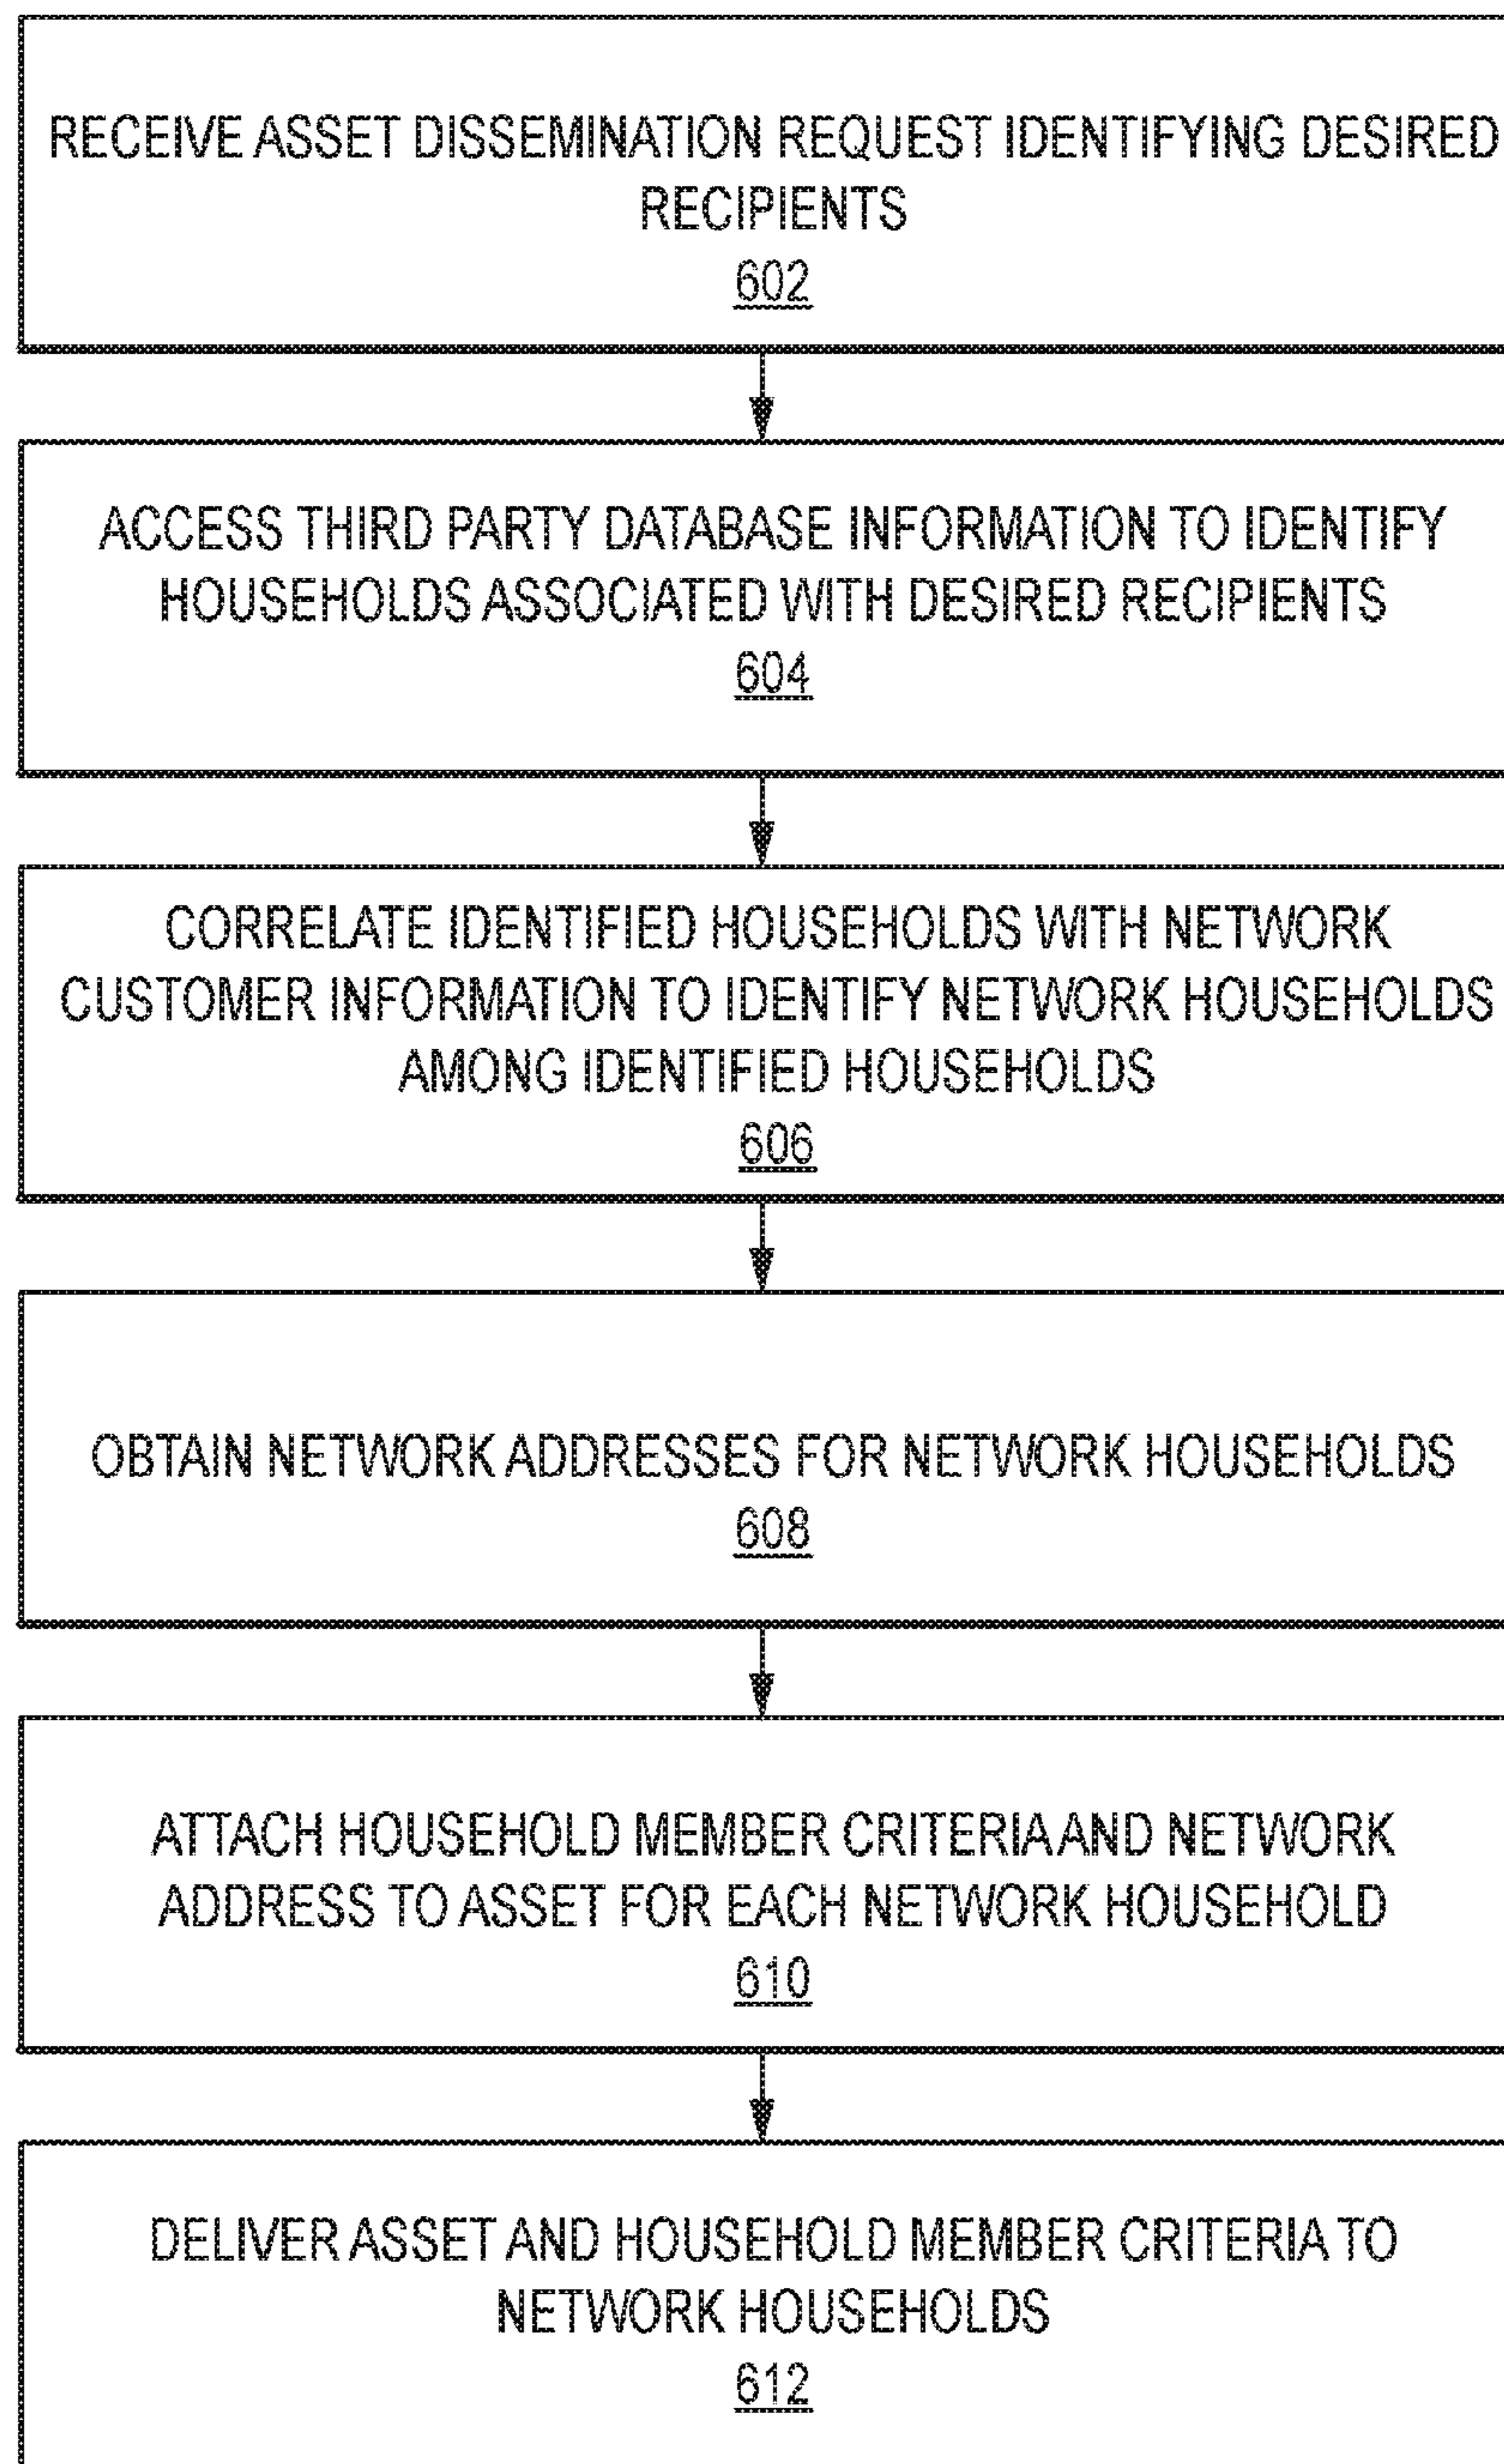 RECEIVE ASSET DISSEMINATION REQUEST IDENTIFYING DESIRED
RECIPIENTS
602
ACCESS THIRD PARTY DATABASE INFORMATION TO IDENTIFY
HOUSEHOLDS ASSOCIATED WITH DESIRED RECIPIENTS
604
CORRELATE IDENTIFIED HOUSEHOLDS WITH NETWORK
CUSTOMER INFORMATION TO IDENTIFY NETWORK HOUSEHOLDS
AMONG IDENTIFIED HOUSEHOLDS
606
OBTAIN NETWORK ADDRESSES FOR NETWORK HOUSEHOLDS
608
ATTACH HOUSEHOLD MEMBER CRITERIA AND NETWORK
ADDRESS TO ASSET FOR EACH NETWORK HOUSEHOLD
610
DELIVER ASSET AND HOUSEHOLD MEMBER CRITERIA TO
NETWORK HOUSEHOLDS
612